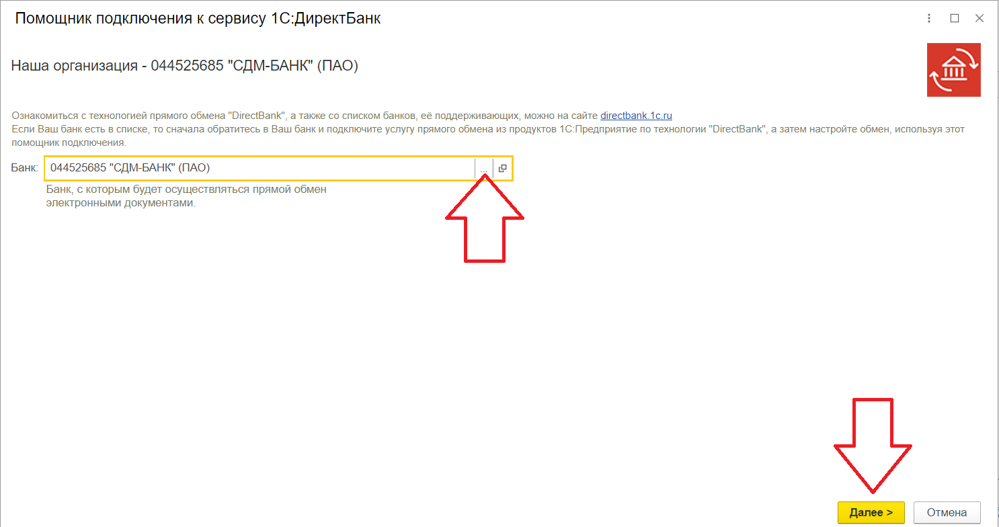 Помощник подключения к сервису 1С:ДиректБанк
Наша организация - 044525685 "СДМ-БАНК" (ПАО)
Ознакомиться с технологией прямого обмена "DirectBank", а также со списком банков, её поддерживающих, можно на сайте directbank.1c.ru
Если Ваш банк есть в списке, то сначала обратитесь в Ваш банк и подключите услугу прямого обмена из продуктов 1С:Предприятие по технологии "DirectBank", а затем настройте обмен, используя этот
помощник подключения.
Банк: 044525685 "СДМ-БАНК" (ПАО) ...
Банк, с которым будет осуществляться прямой обмен
электронными документами.
Далее > Отмена